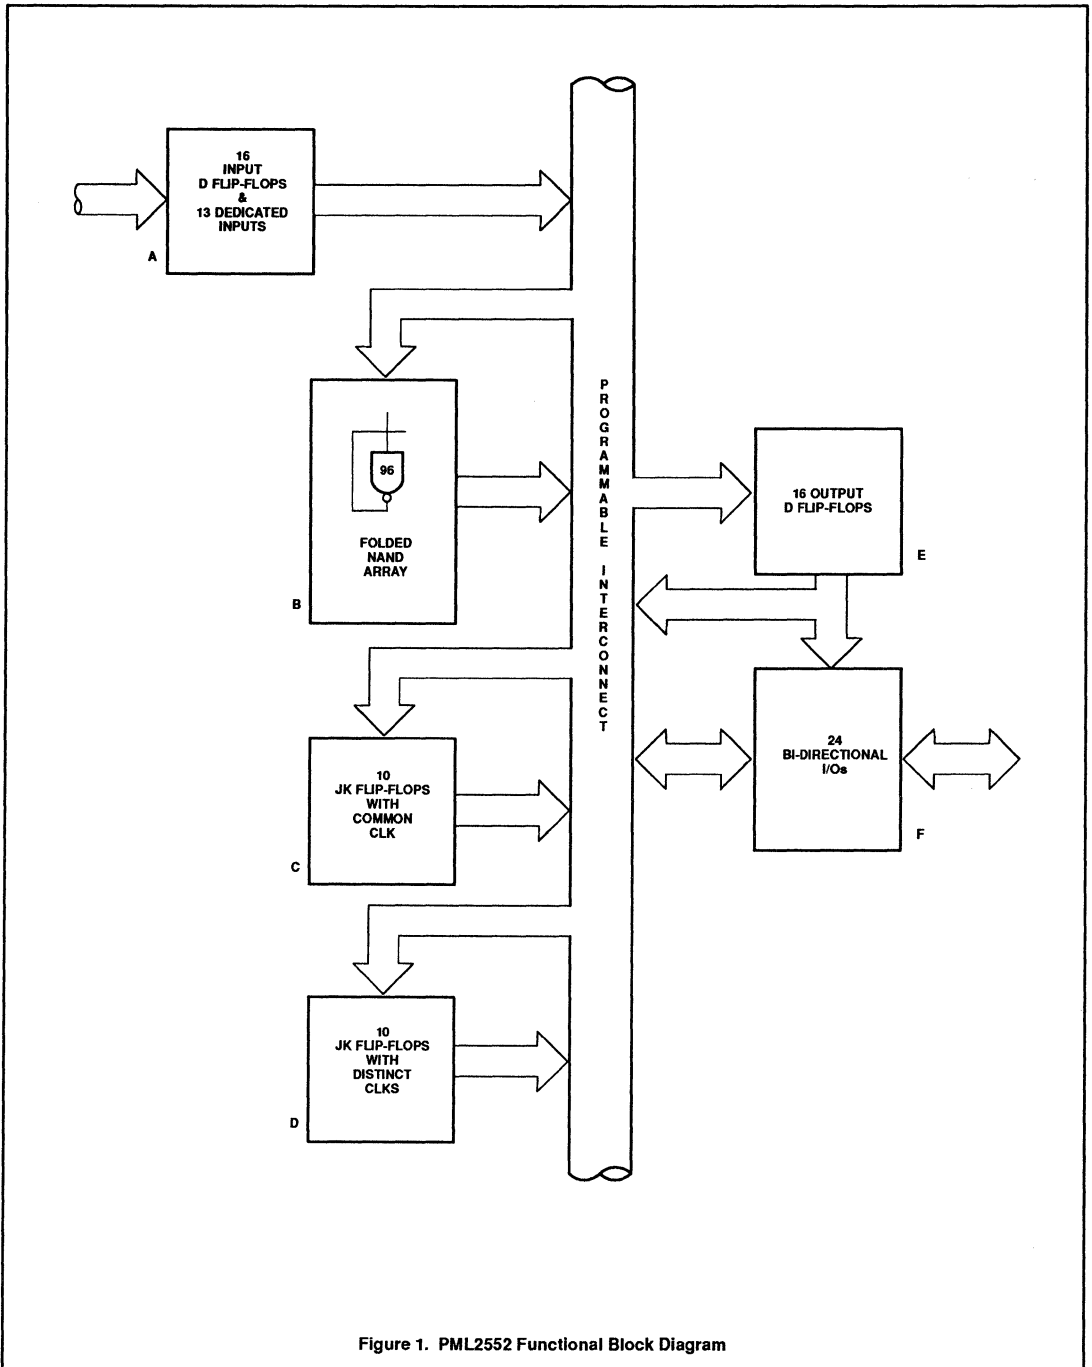 16
INPUT
D FLIP-FLOPS
&
13 DEDICATED
INPUTS
A
96
FOLDED
NAND
ARRAY
B
PROGRAMMABLE INTERCONNECT
16 OUTPUT
D FLIP-FLOPS
E
10
JK FLIP-FLOPS
WITH
COMMON
CLK
C
24
BI-DIRECTIONAL
I/Os
F
10
JK FLIP-FLOPS
WITH
DISTINCT
CLKS
D
Figure 1. PML2552 Functional Block Diagram